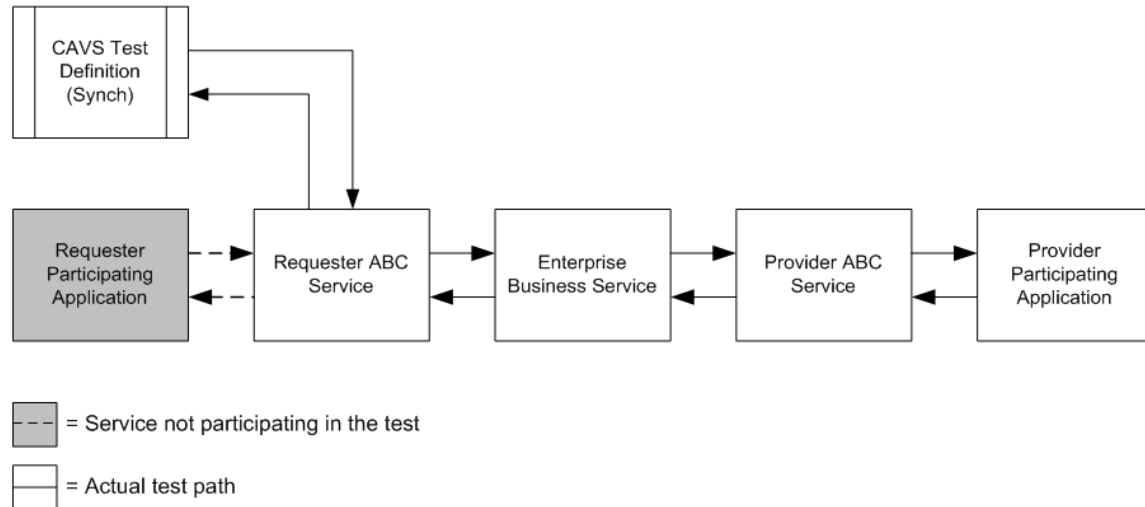 CAVS Test
Definition
(Synch)
Requester
Participating
Application
Requester ABC
Service
Enterprise
Business Service
Provider ABC
Service
Provider
Participating
Application
= Service not participating in the test
= Actual test path